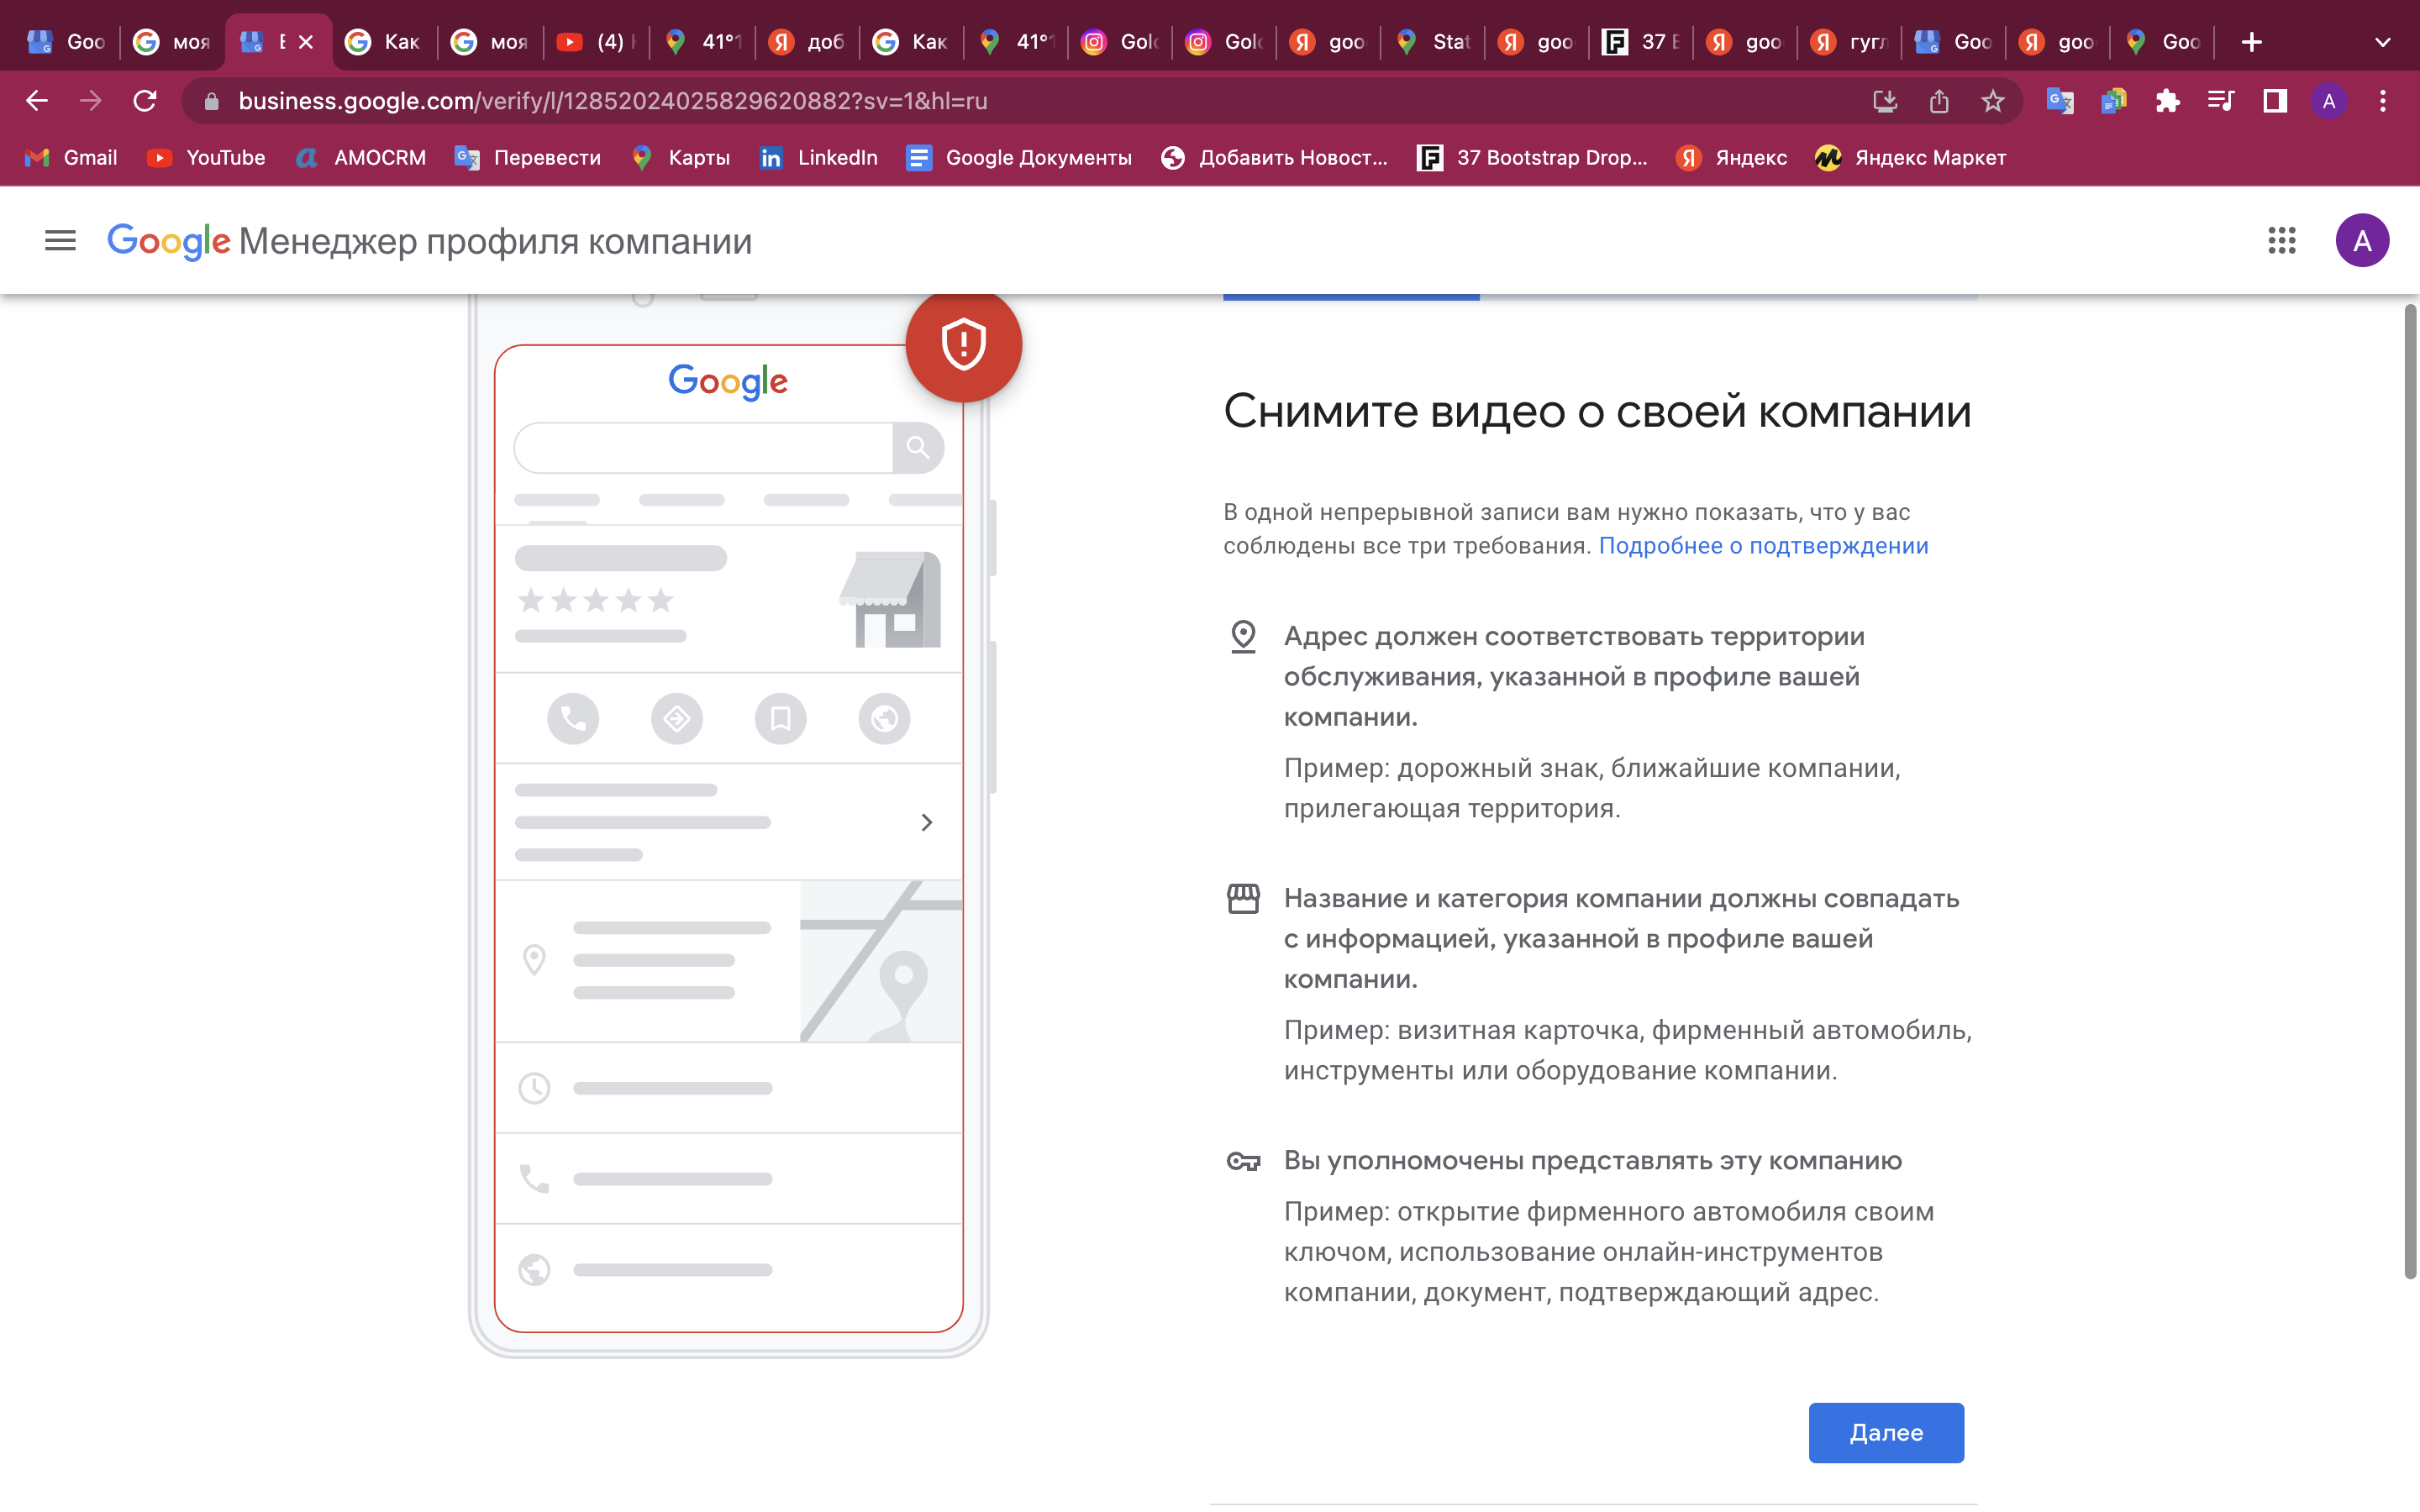 Goo
моя
Как
моя
(4)
41°1
доб
Как
41°1
Gol
Gol
goo
Stat
goo
37
goo
гугл
Goo
goo
Goo
business.google.com/verify/l/12852024025829620882?sv=1&hl=ru
A
Gmail
YouTube
AMOCRM
Перевести
Карты
LinkedIn
Google Документы
Добавить Новост...
37 Bootstrap Drop...
Яндекс
Яндекс Маркет
Google Менеджер профиля компании
A
Google
Снимите видео о своей компании
В одной непрерывной записи вам нужно показать, что у вас
соблюдены все три требования. Подробнее о подтверждении
Адрес должен соответствовать территории
обслуживания, указанной в профиле вашей
компании.
Пример: дорожный знак, ближайшие компании,
прилегающая территория.
Название и категория компании должны совпадать
с информацией, указанной в профиле вашей
компании.
Пример: визитная карточка, фирменный автомобиль,
инструменты или оборудование компании.
Вы уполномочены представлять эту компанию
Пример: открытие фирменного автомобиля своим
ключом, использование онлайн-инструментов
компании, документ, подтверждающий адрес.
Далее